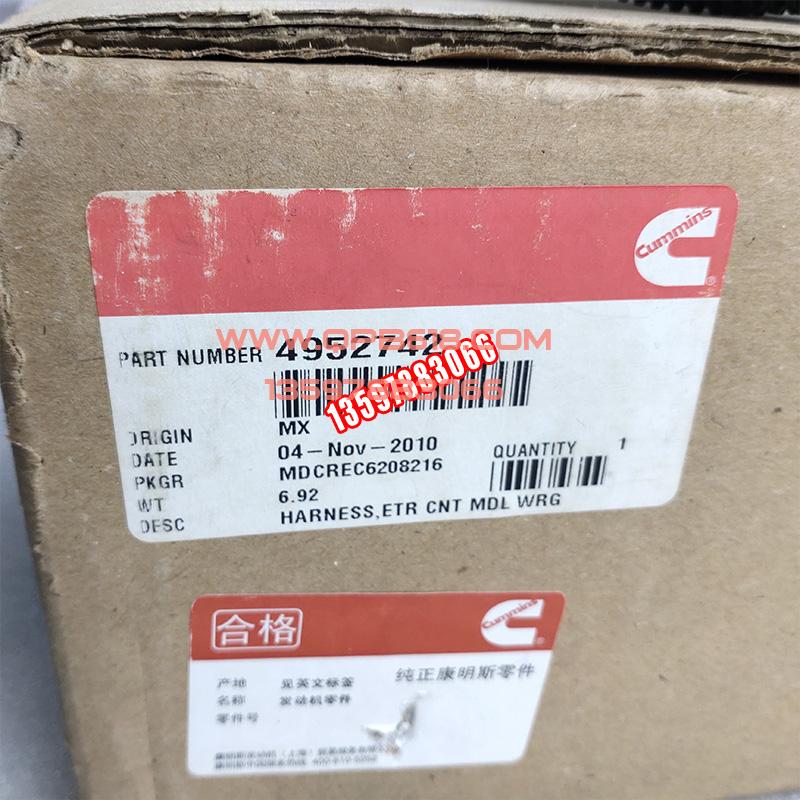 Cummins
WWW.QP2618.COM
PART NUMBER 4952742
13597883066
13597883066
ORIGIN MX
DATE 04-Nov-2010
PKGR MDCREC6208216
QUANTITY 1
WT 6.92
DESC HARNESS,ETR CNT MDL WRG
合格
Cummins
纯正康明斯零件
产地 见英文标签
名称 发动机零件
零件号